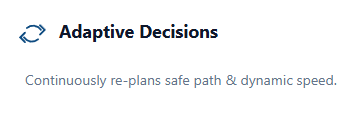 Adaptive Decisions
Continuously re-plans safe path & dynamic speed.